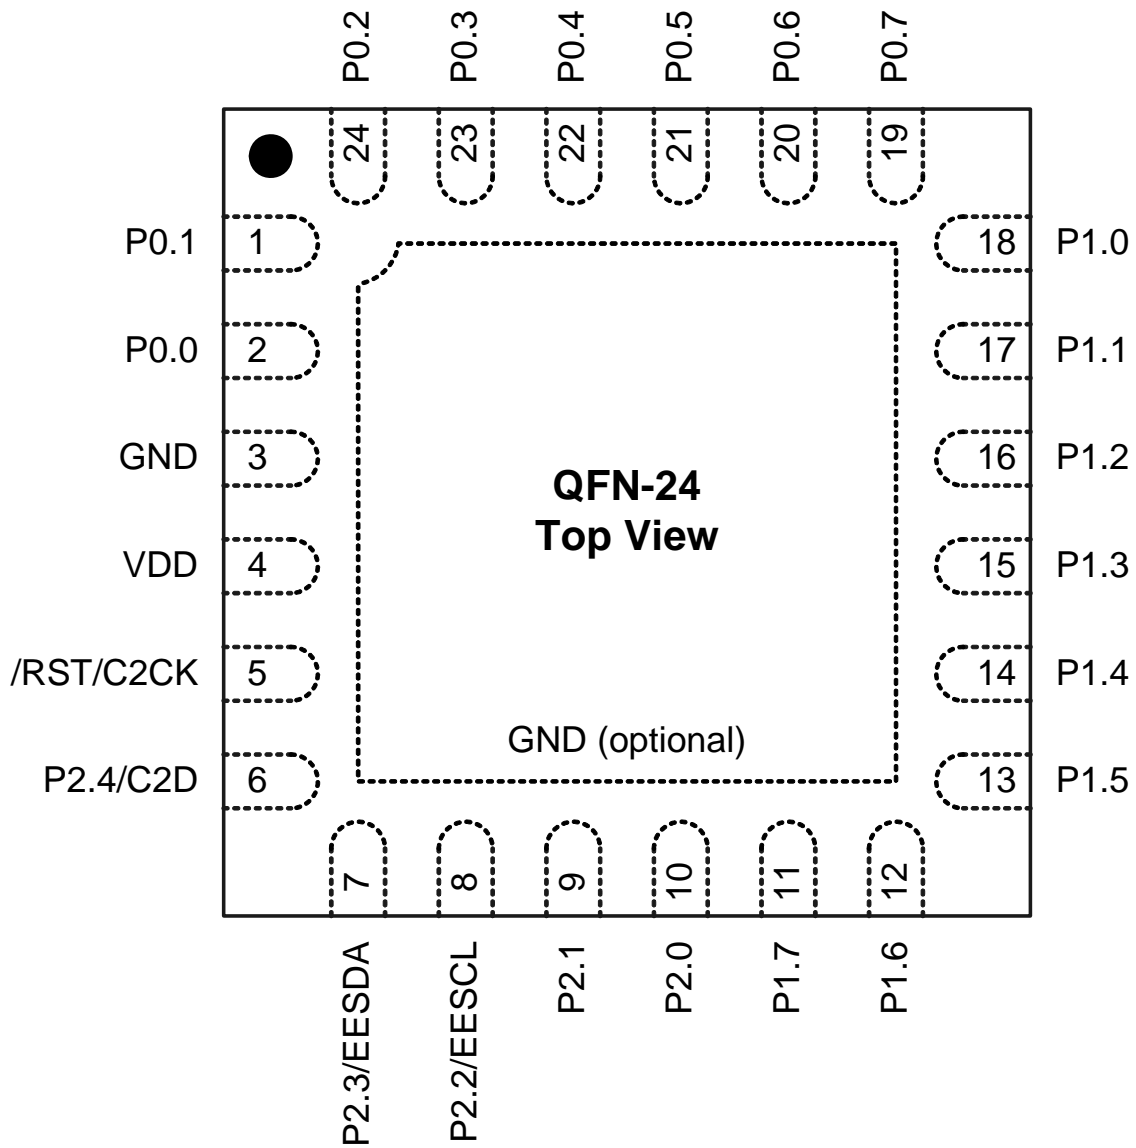 P0.2
P0.3
P0.4
P0.5
P0.6
P0.7
24
23
22
21
20
19
P0.1 1
18 P1.0
P0.0 2
17 P1.1
GND 3
16 P1.2
QFN-24
Top View
VDD 4
15 P1.3
/RST/C2CK 5
14 P1.4
GND (optional)
P2.4/C2D 6
13 P1.5
7
8
9
10
11
12
P2.3/EESDA
P2.2/EESCL
P2.1
P2.0
P1.7
P1.6